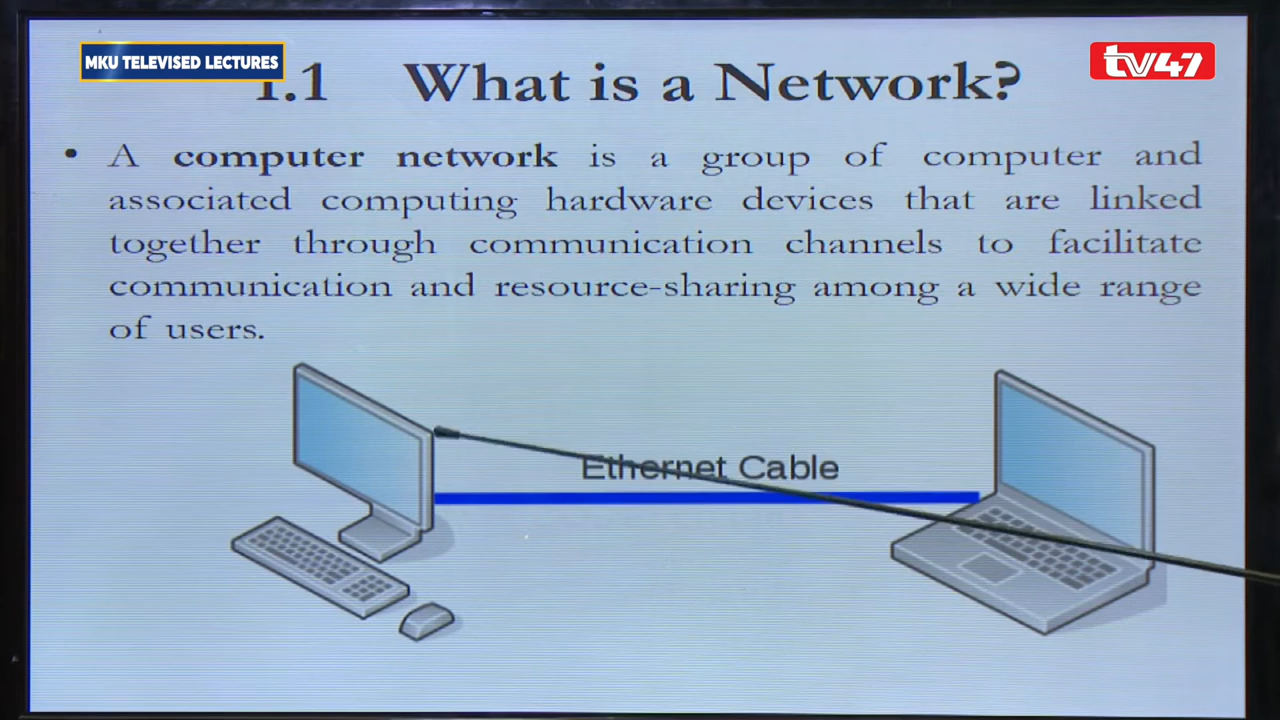 MKU TELEVISED LECTURES
tv47
1.1 What is a Network?
• A computer network is a group of computer and
associated computing hardware devices that are linked
together through communication channels to facilitate
communication and resource-sharing among a wide range
of users.
Ethernet Cable